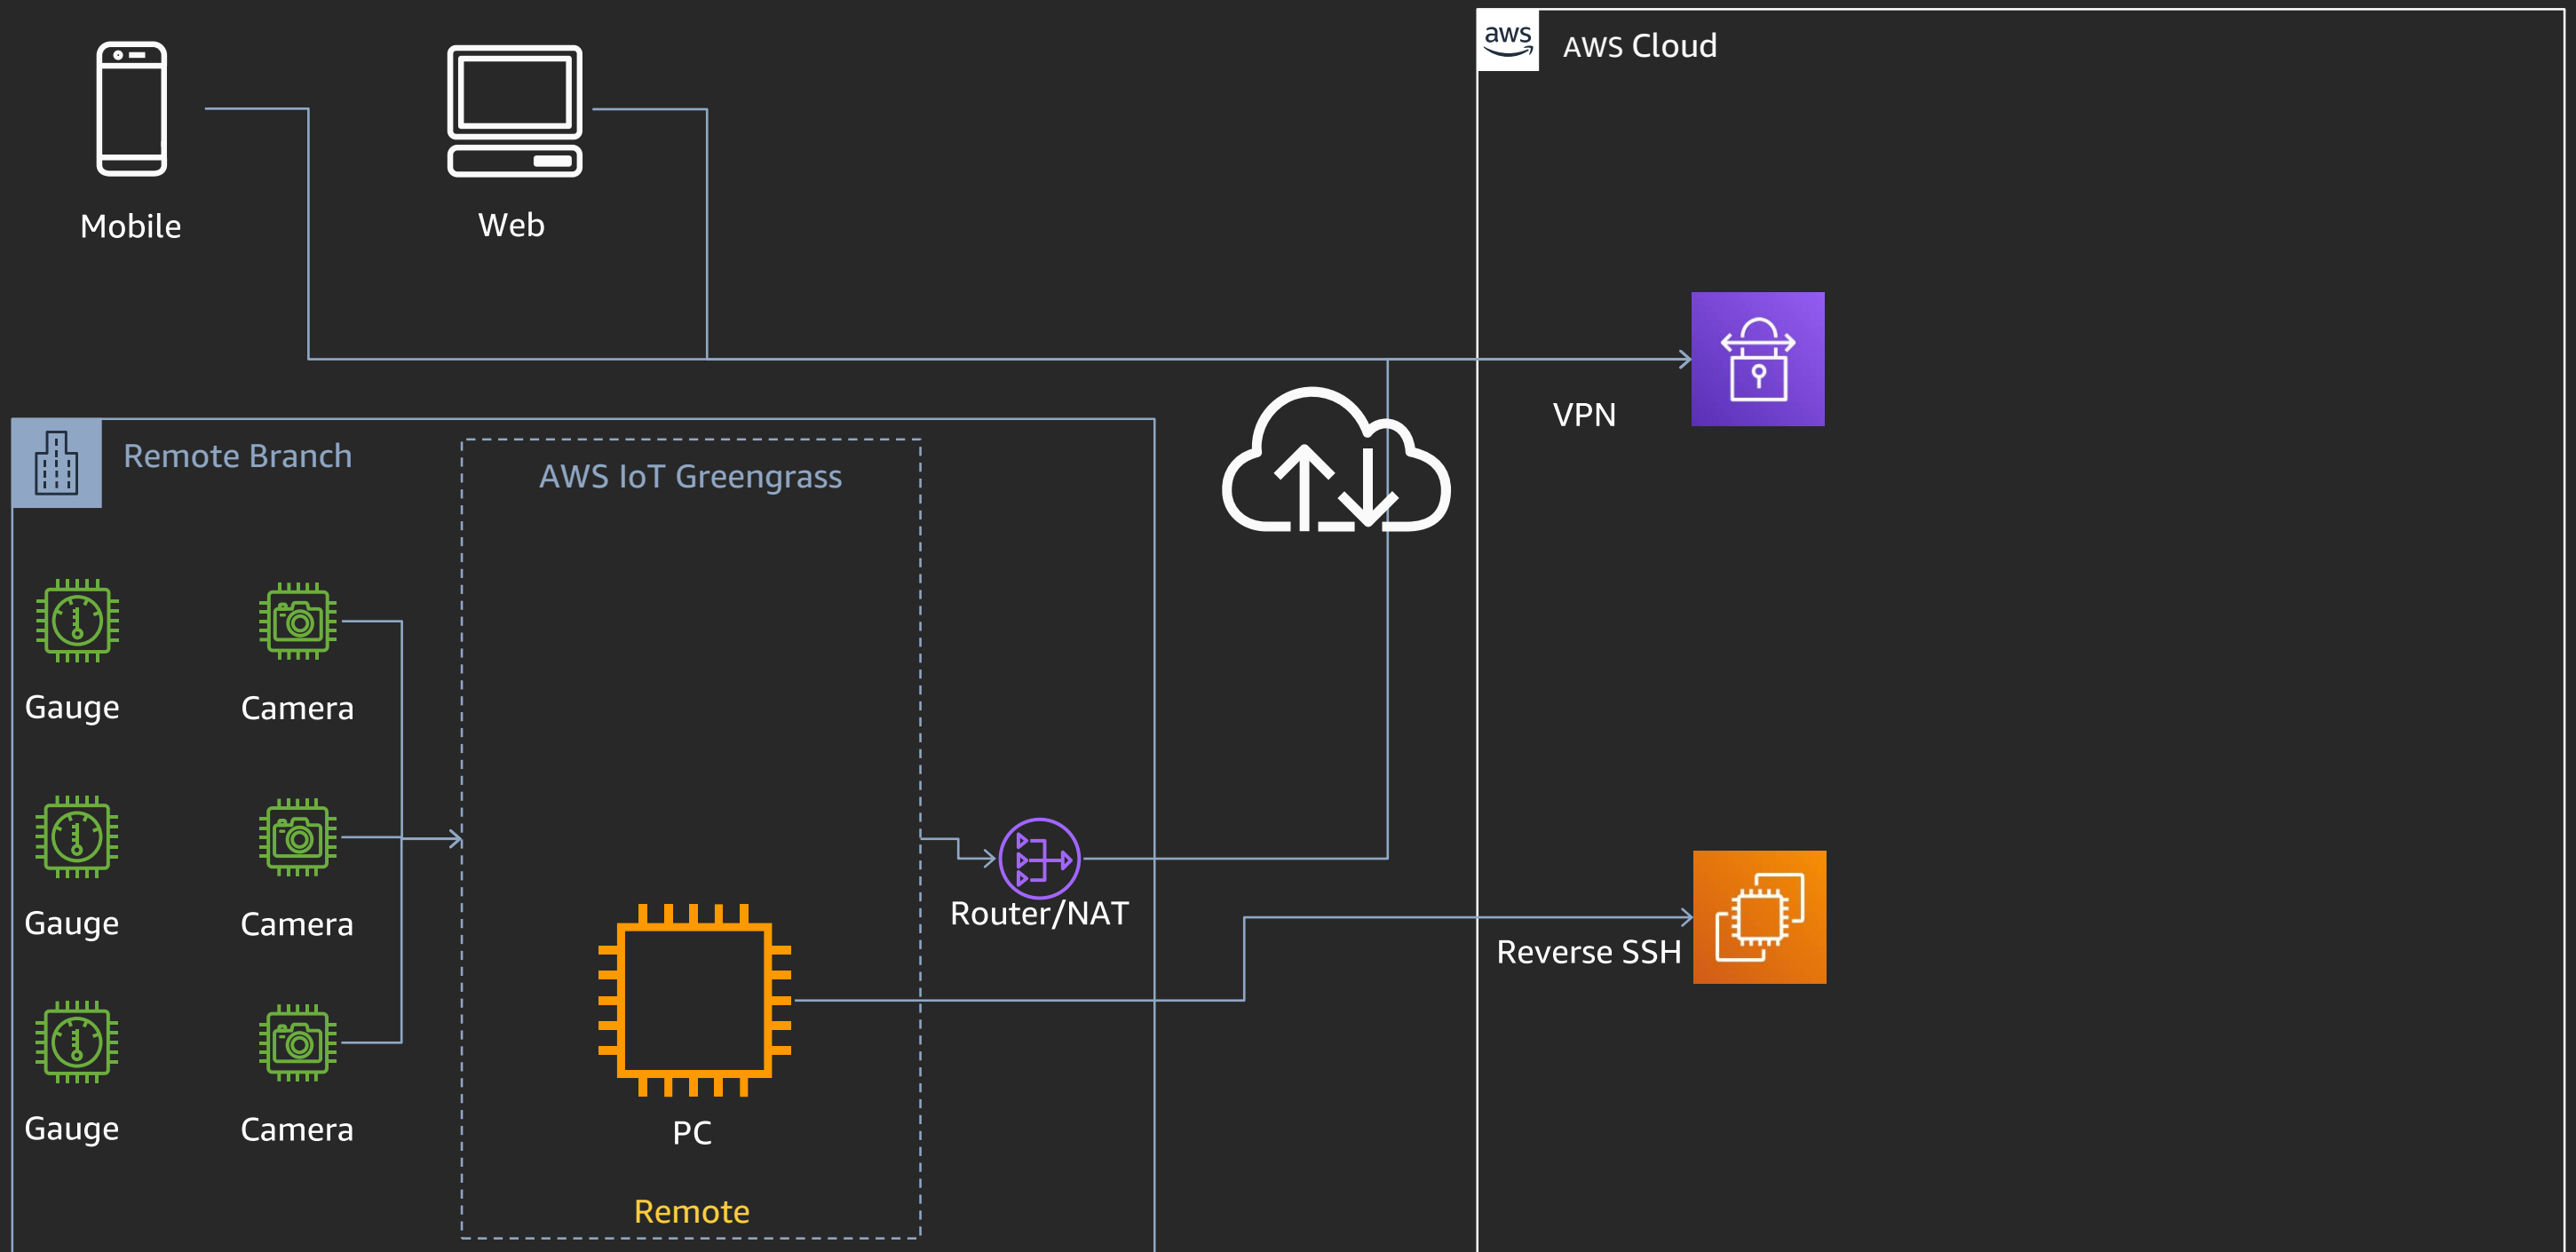 aws
AWS Cloud
Mobile
Web
VPN
Remote Branch
AWS IoT Greengrass
Gauge
Camera
Gauge
Camera
Router/NAT
Reverse SSH
Gauge
Camera
PC
Remote